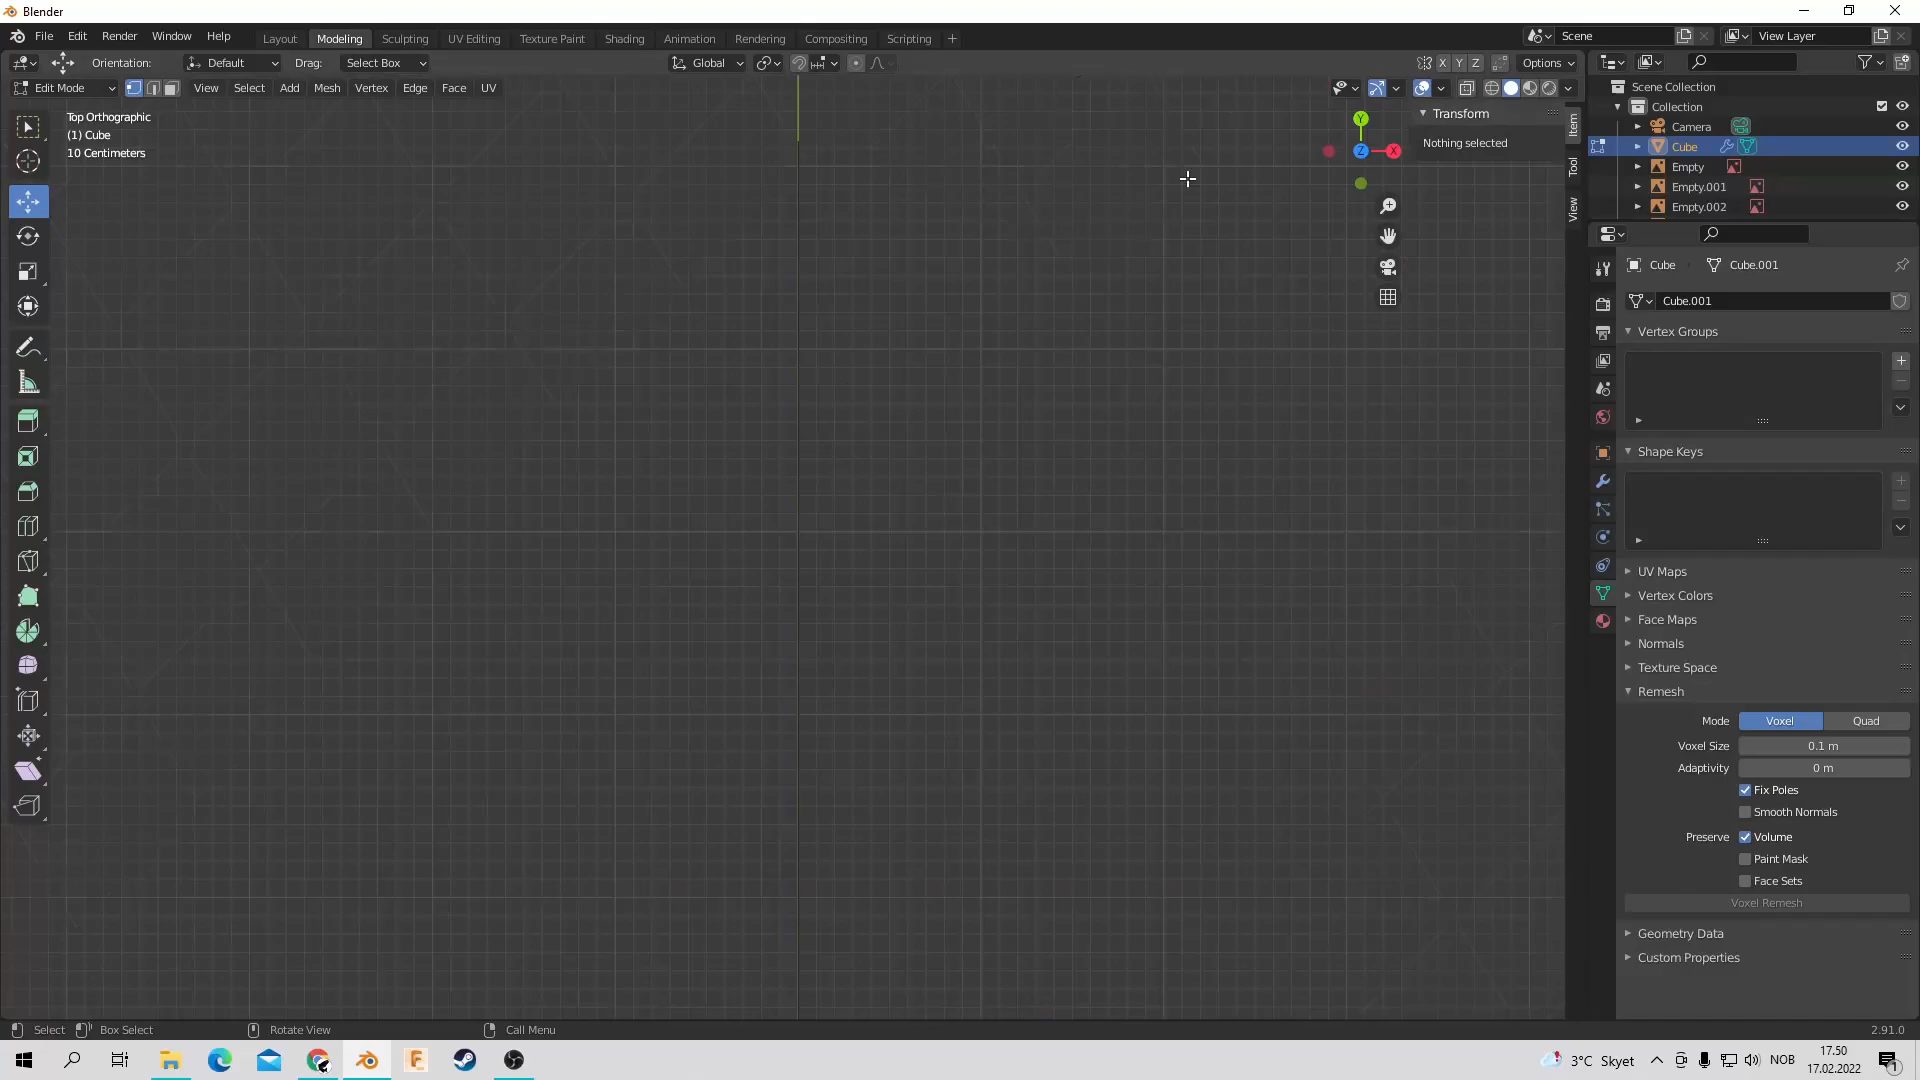 Blender
File Edit Render Window Help Layout Modeling Sculpting UV Editing Texture Paint Shading Animation Rendering Compositing Scripting + Scene View Layer
Orientation: Default Drag: Select Box Global X Y Z Options
Edit Mode View Select Add Mesh Vertex Edge Face UV
Top Orthographic
(1) Cube
10 Centimeters
Y
Z
X
Transform
Nothing selected
Item
Tool
View
Scene Collection
Collection
Camera
Cube
Empty
Empty.001
Empty.002
Cube Cube.001
Cube.001
Vertex Groups
Shape Keys
UV Maps
Vertex Colors
Face Maps
Normals
Texture Space
Remesh
Mode Voxel Quad
Voxel Size 0.1 m
Adaptivity 0 m
Fix Poles
Smooth Normals
Preserve Volume
Paint Mask
Face Sets
Voxel Remesh
Geometry Data
Custom Properties
Select Box Select Rotate View Call Menu 2.91.0
3°C Skyet NOB 17.50
17.02.2022
1